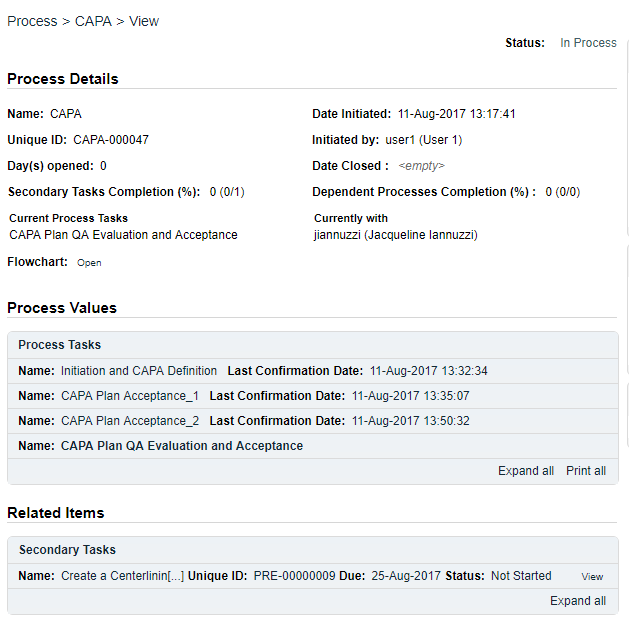 Process > CAPA > View
Status: In Process
Process Details
Name: CAPA Date Initiated: 11-Aug-2017 13:17:41
Unique ID: CAPA-000047 Initiated by: user1 (User 1)
Day(s) opened: 0 Date Closed : <empty>
Secondary Tasks Completion (%): 0 (0/1) Dependent Processes Completion (%) : 0 (0/0)
Current Process Tasks Currently with
CAPA Plan QA Evaluation and Acceptance jiannuzzi (Jacqueline Iannuzzi)
Flowchart: Open
Process Values
Process Tasks
Name: Initiation and CAPA Definition Last Confirmation Date: 11-Aug-2017 13:32:34
Name: CAPA Plan Acceptance_1 Last Confirmation Date: 11-Aug-2017 13:35:07
Name: CAPA Plan Acceptance_2 Last Confirmation Date: 11-Aug-2017 13:50:32
Name: CAPA Plan QA Evaluation and Acceptance
Expand all Print all
Related Items
Secondary Tasks
Name: Create a Centerlinin[...] Unique ID: PRE-00000009 Due: 25-Aug-2017 Status: Not Started View
Expand all